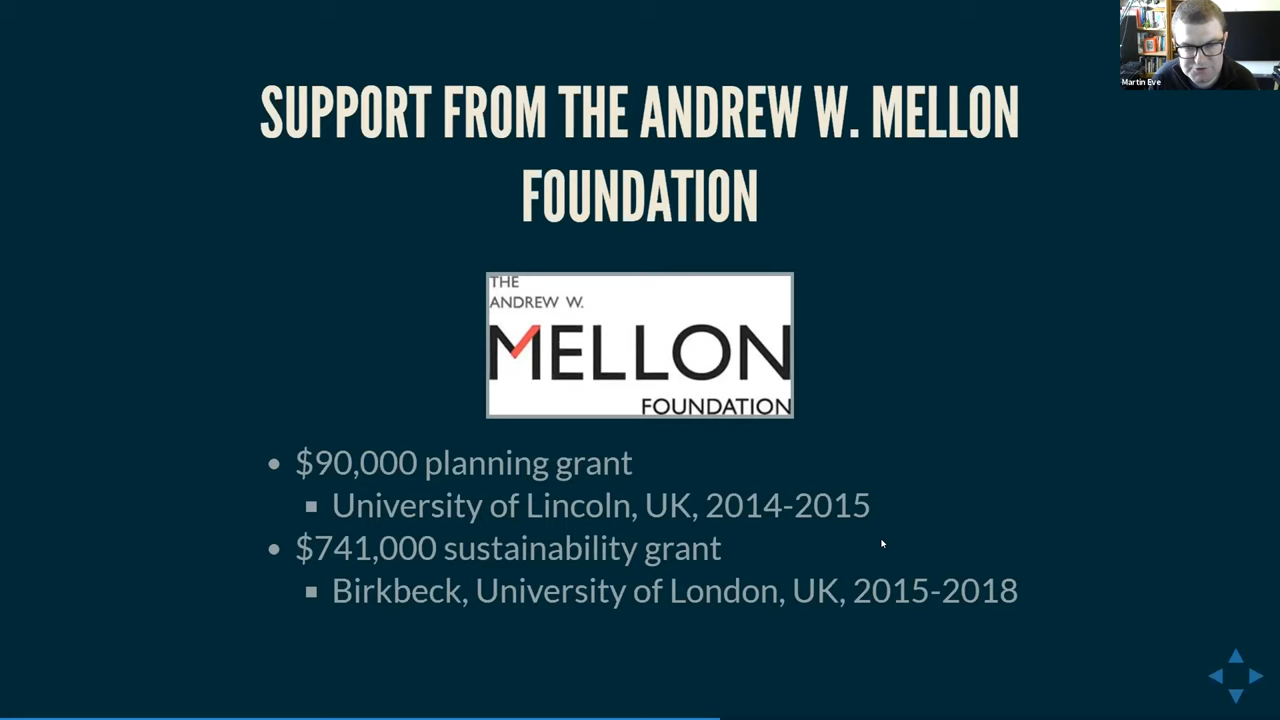 Martin Eve
SUPPORT FROM THE ANDREW W. MELLON
FOUNDATION
THE
ANDREW W.
MELLON
FOUNDATION
$90,000 planning grant
University of Lincoln, UK, 2014-2015
$741,000 sustainability grant
Birkbeck, University of London, UK, 2015-2018